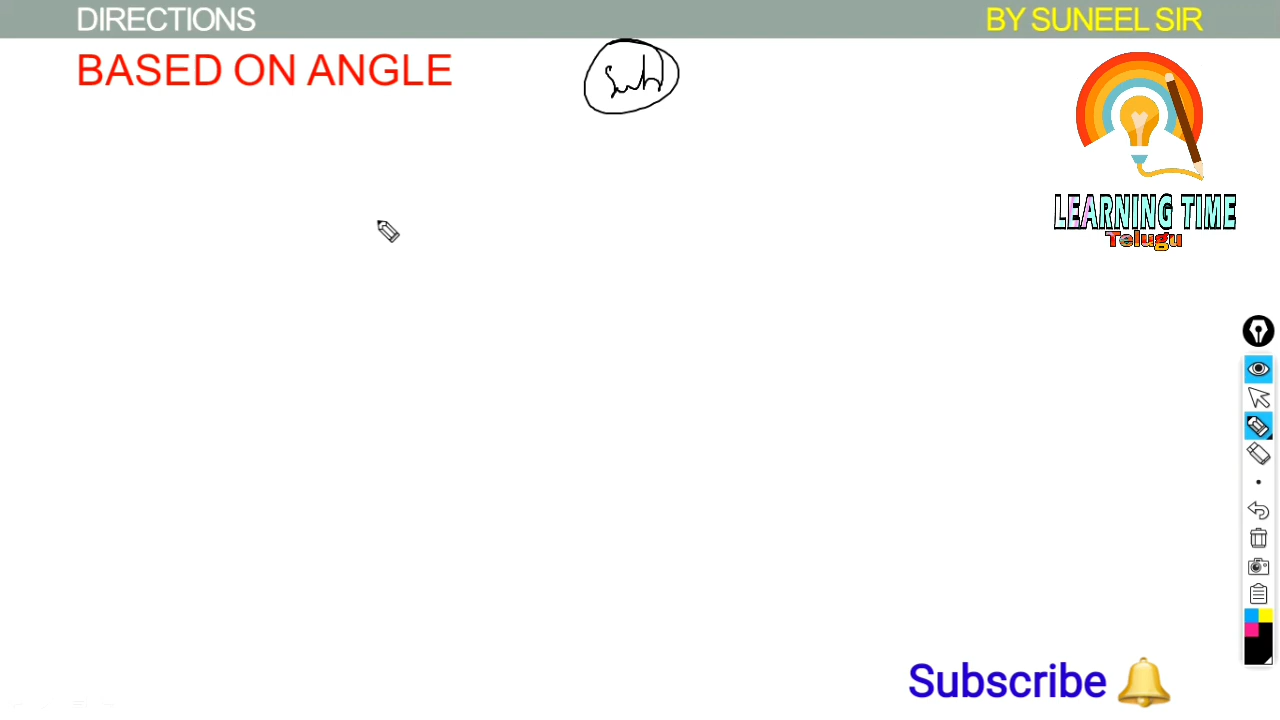 DIRECTIONS
BY SUNEEL SIR
BASED ON ANGLE
LEARNING TIME
Telugu
Subscribe